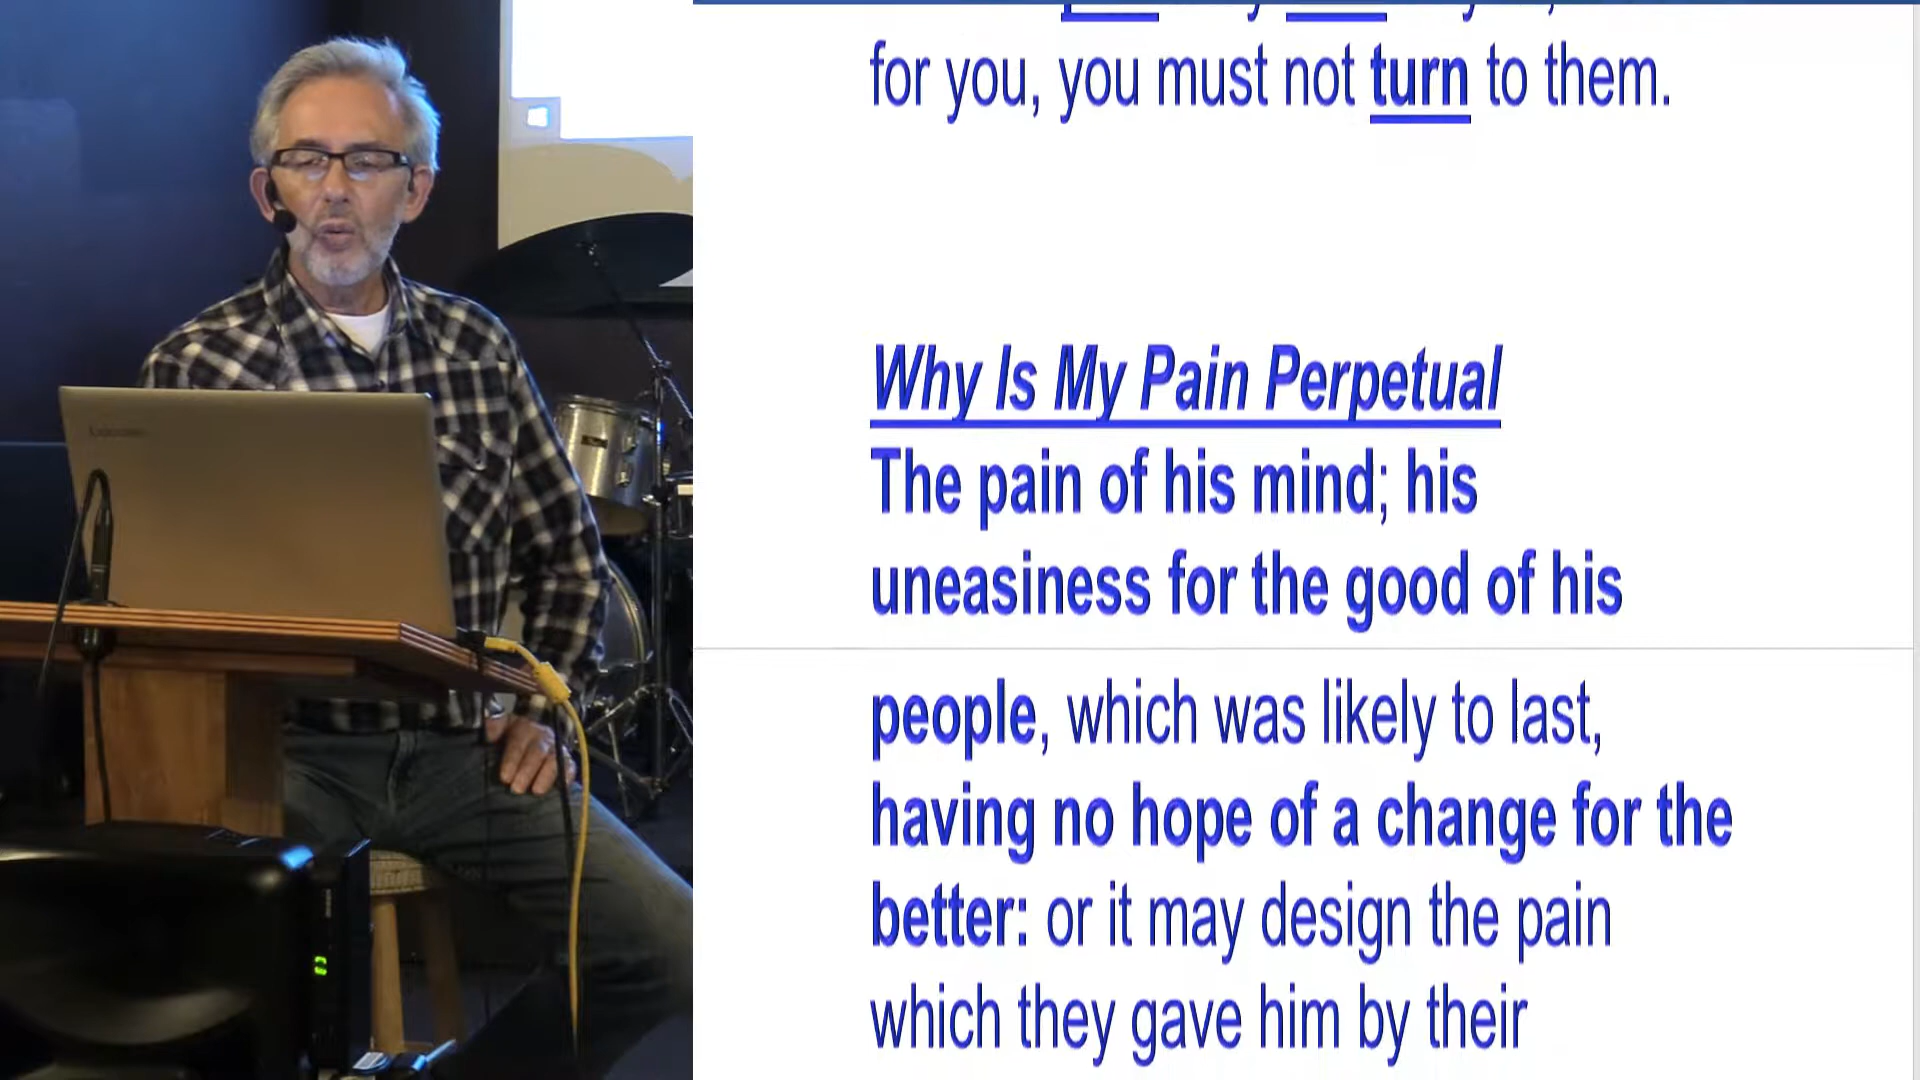 for you, you must not turn to them.
Why Is My Pain Perpetual
The pain of his mind; his
uneasiness for the good of his
people, which was likely to last,
having no hope of a change for the
better: or it may design the pain
which they gave him by their